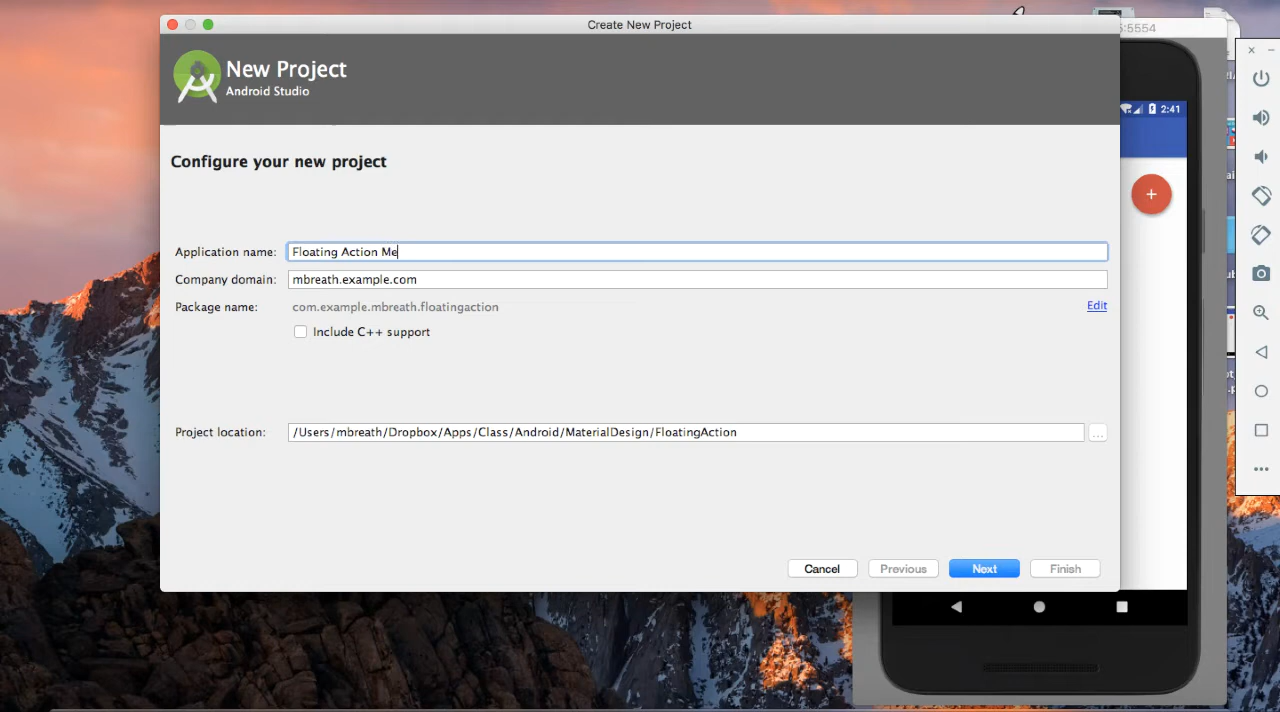 Create New Project
:5554
New Project
Android Studio
2:41
Configure your new project
Application name: Floating Action Me
Company domain: mbreath.example.com
Package name: com.example.mbreath.floatingaction Edit
Include C++ support
Project location: /Users/mbreath/Dropbox/Apps/Class/Android/MaterialDesign/FloatingAction ...
Cancel Previous Next Finish